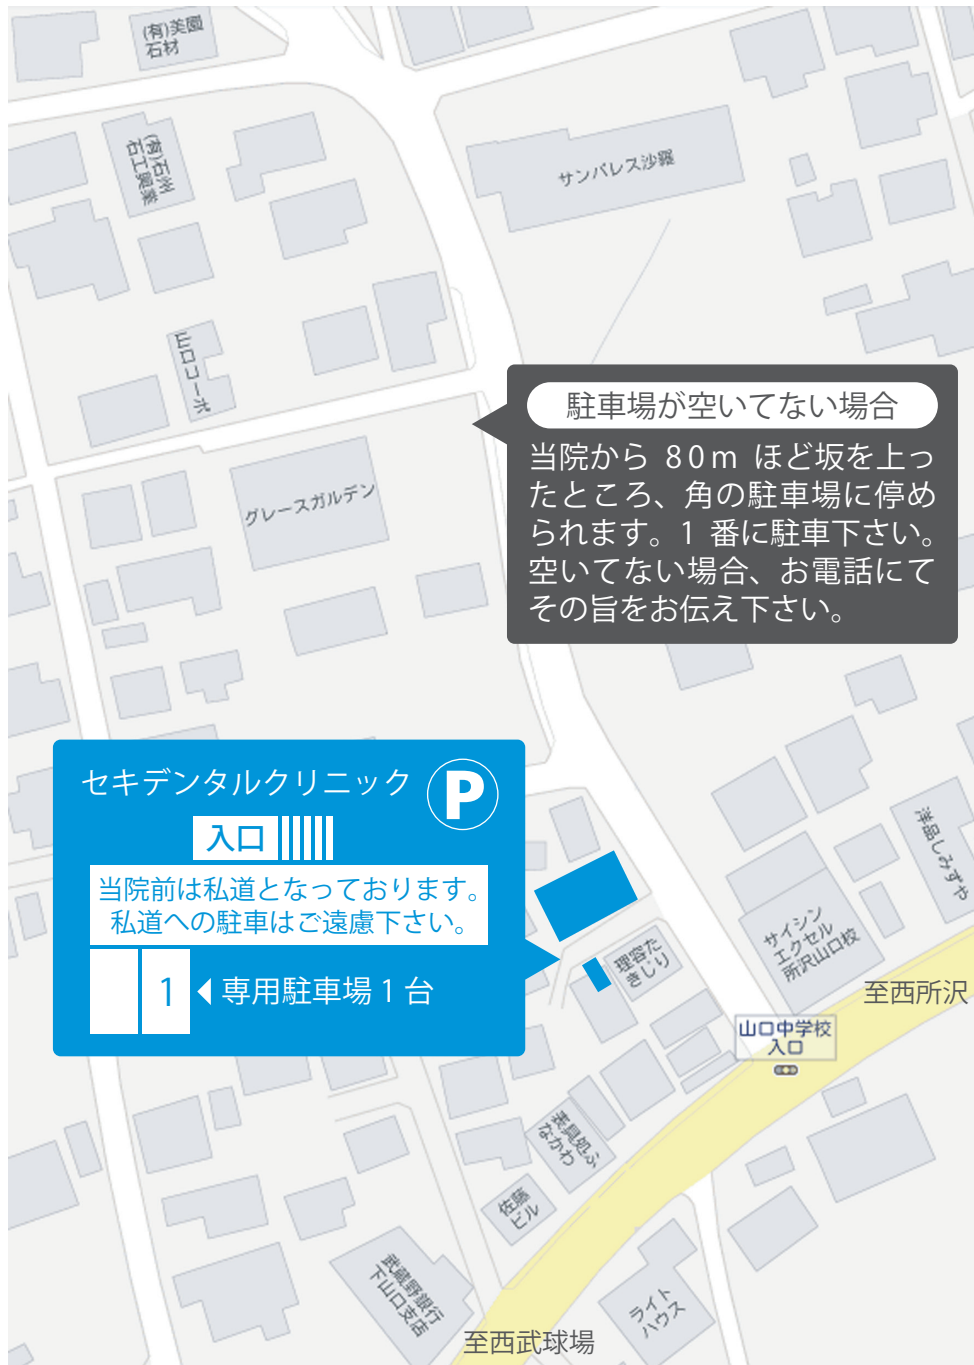 (有)美園
石材
(有)石州
石工興業
サンパレス沙羅
山口コーポ
駐車場が空いてない場合
当院から 80m ほど坂を上っ
たところ、角の駐車場に停め
られます。1 番に駐車下さい。
空いてない場合、お電話にて
その旨をお伝え下さい。
グレースガルデン
セキデンタルクリニック
P
入口
当院前は私道となっております。
私道への駐車はご遠慮下さい。
1
専用駐車場 1 台
洋品しみずや
サイシン
エクセル
所沢山口校
理容た
きじり
至西所沢
山口中学校
入口
表具処ふ
なかわ
佐藤
ビル
武蔵野銀行
下山口支店
ライト
ハウス
至西武球場